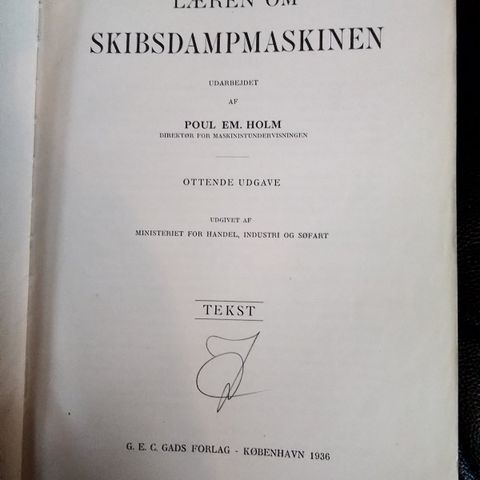 LÆREN OM
SKIBSDAMPMASKINEN
UDARBEJDET
AF
POUL EM. HOLM
DIREKTØR FOR MASKINISTUNDERVISNINGEN
OTTENDE UDGAVE
UDGIVET AF
MINISTERIET FOR HANDEL, INDUSTRI OG SØFART
TEKST
G. E. C. GADS FORLAG - KØBENHAVN 1936